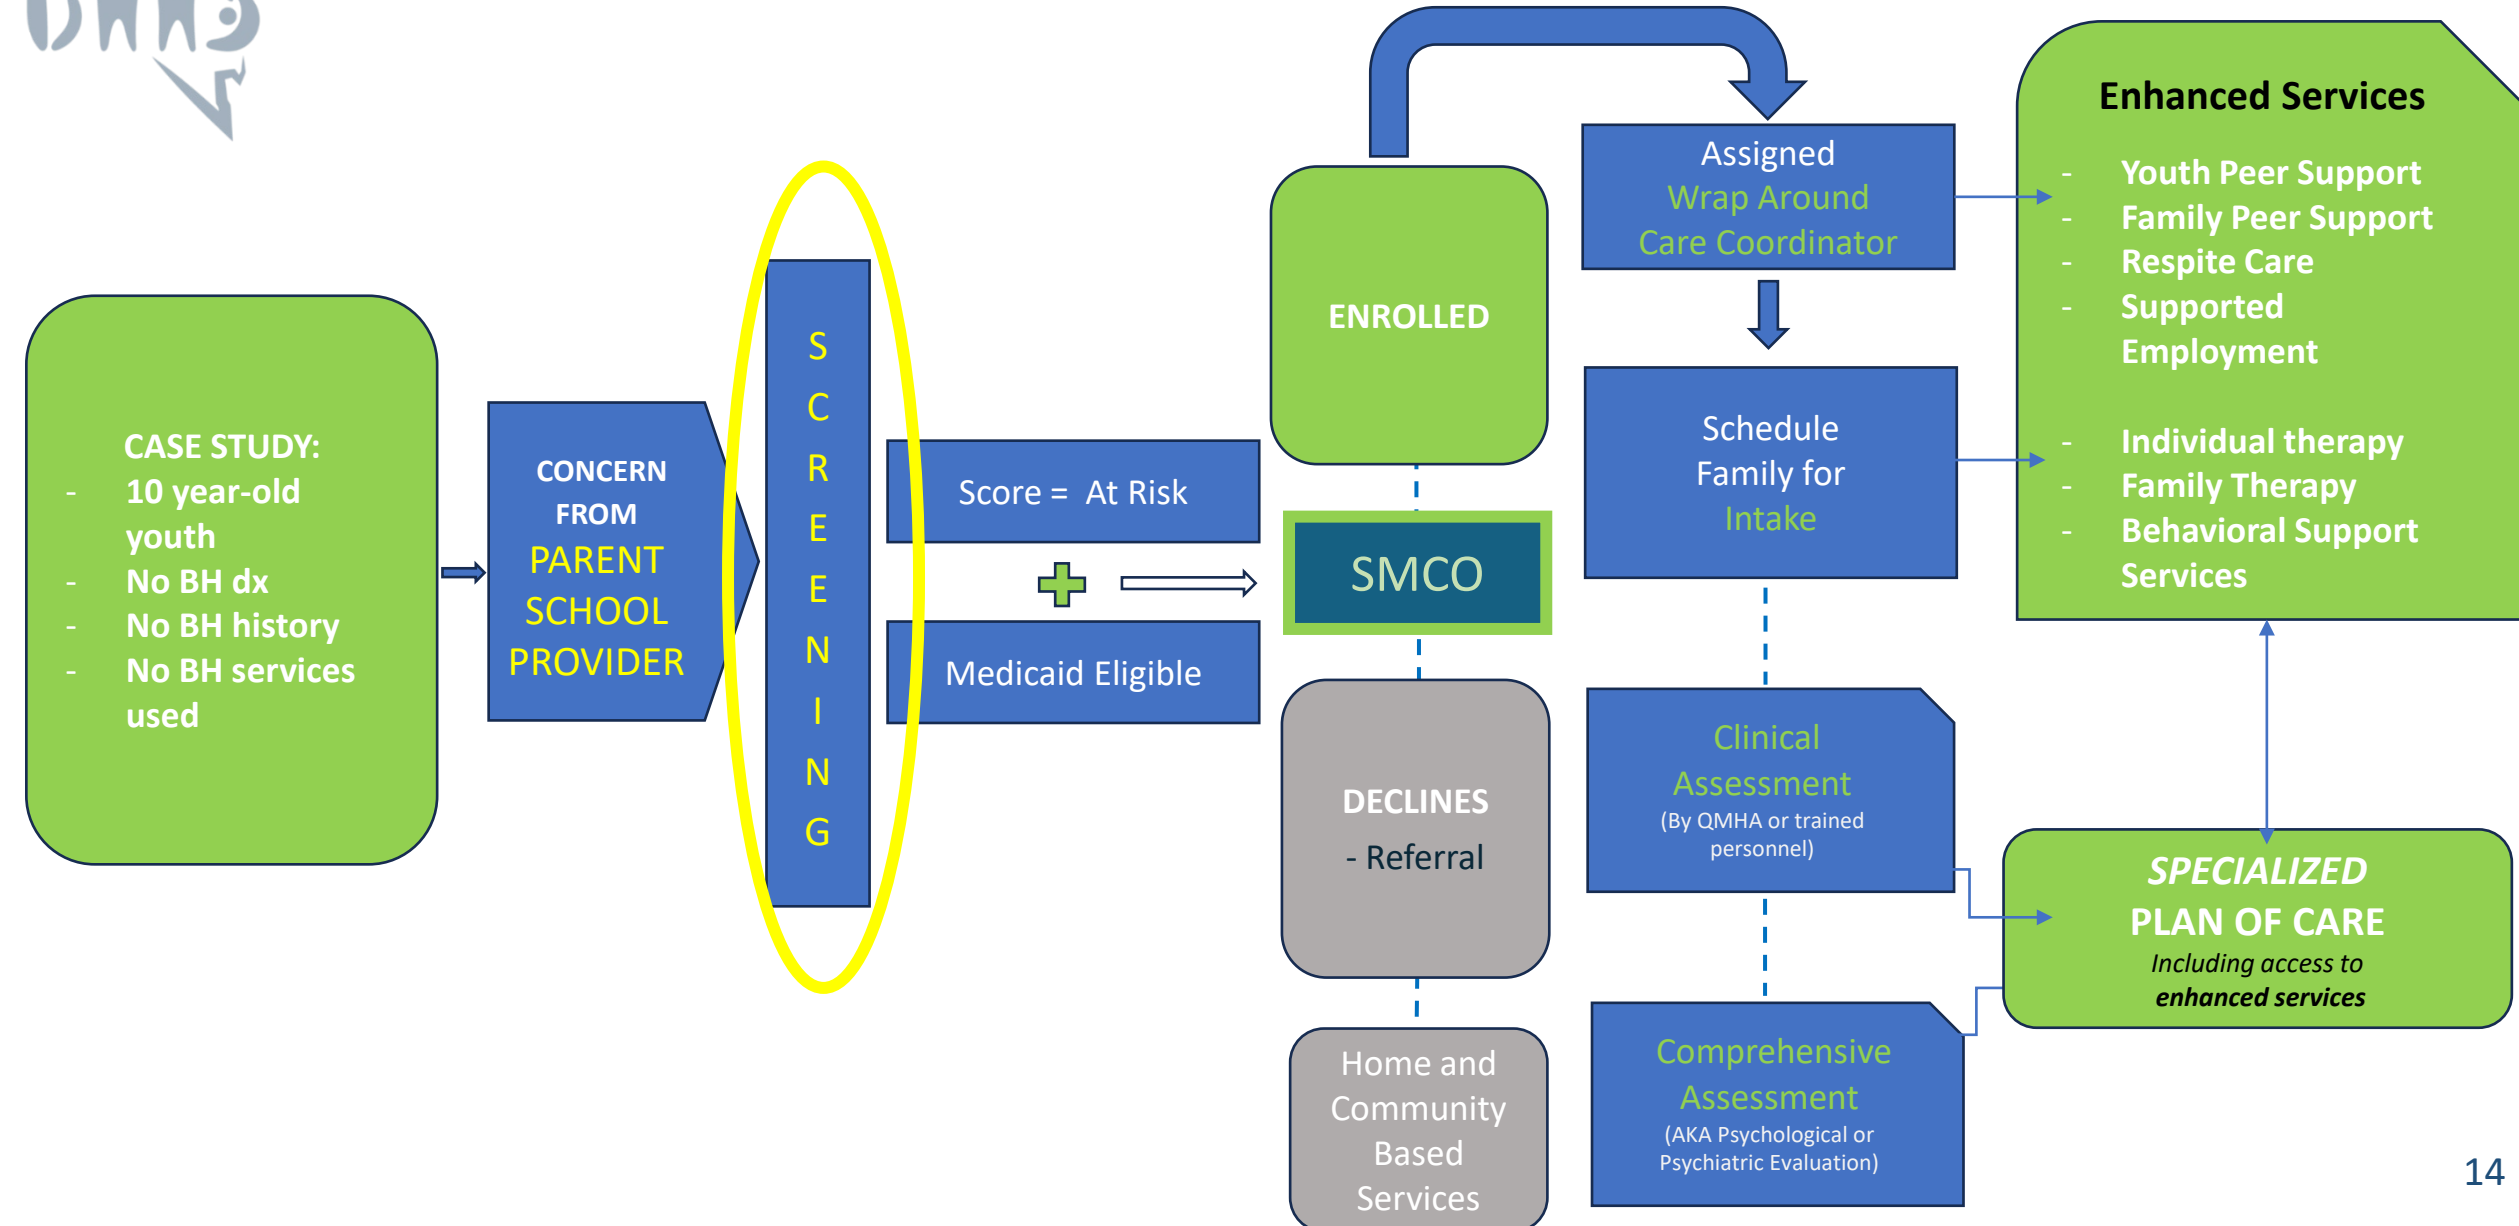 CASE STUDY:
- 10 year-old
youth
- No BH dx
- No BH history
- No BH services
used
CONCERN
FROM
PARENT
SCHOOL
PROVIDER
S
C
R
E
E
N
I
N
G
Score = At Risk
Medicaid Eligible
ENROLLED
SMCO
DECLINES
- Referral
Home and
Community
Based
Services
Assigned
Wrap Around
Care Coordinator
Schedule
Family for
Intake
Clinical
Assessment
(By QMHA or trained
personnel)
Comprehensive
Assessment
(AKA Psychological or
Psychiatric Evaluation)
Enhanced Services
- Youth Peer Support
- Family Peer Support
- Respite Care
- Supported
Employment
- Individual therapy
- Family Therapy
- Behavioral Support
Services
SPECIALIZED
PLAN OF CARE
Including access to
enhanced services
14